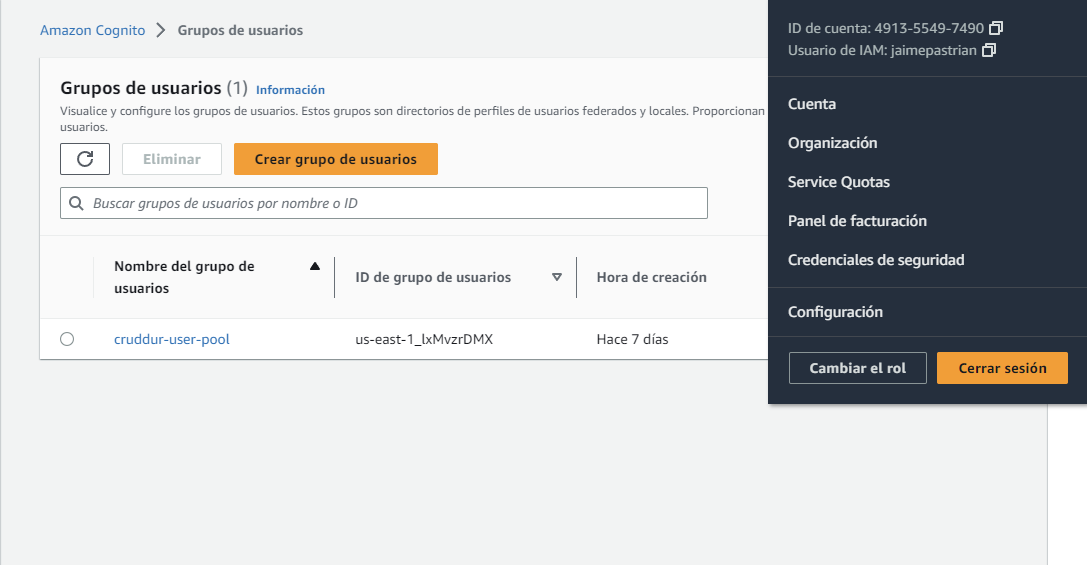 Amazon Cognito > Grupos de usuarios
Grupos de usuarios (1) Información
Visualice y configure los grupos de usuarios. Estos grupos son directorios de perfiles de usuarios federados y locales. Proporcionan
usuarios.
Eliminar
Crear grupo de usuarios
Buscar grupos de usuarios por nombre o ID
Nombre del grupo de
usuarios
ID de grupo de usuarios
Hora de creación
cruddur-user-pool
us-east-1_lxMvzrDMX
Hace 7 días
ID de cuenta: 4913-5549-7490
Usuario de IAM: jaimepastrian
Cuenta
Organización
Service Quotas
Panel de facturación
Credenciales de seguridad
Configuración
Cambiar el rol
Cerrar sesión